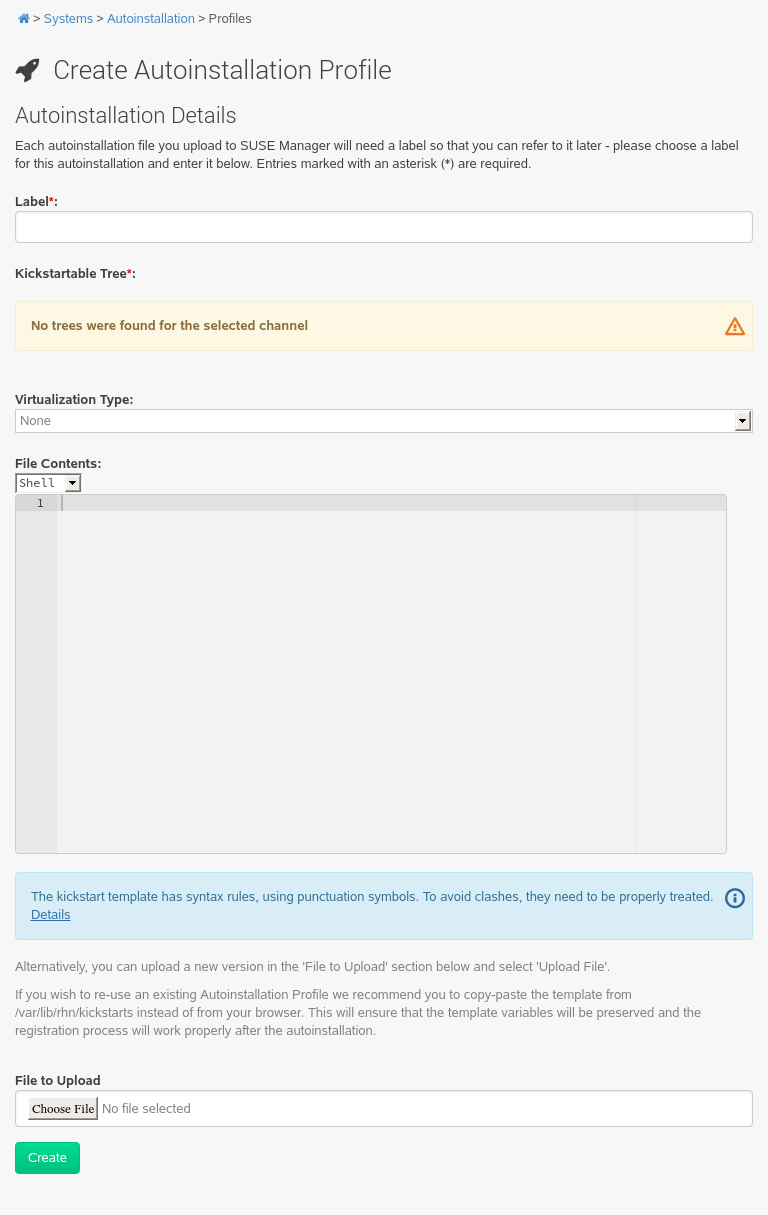 > Systems > Autoinstallation > Profiles
Create Autoinstallation Profile
Autoinstallation Details
Each autoinstallation file you upload to SUSE Manager will need a label so that you can refer to it later - please choose a label
for this autoinstallation and enter it below. Entries marked with an asterisk (*) are required.
Label*:
Kickstartable Tree*:
No trees were found for the selected channel
Virtualization Type:
None
File Contents:
Shell
1
The kickstart template has syntax rules, using punctuation symbols. To avoid clashes, they need to be properly treated.
Details
Alternatively, you can upload a new version in the 'File to Upload' section below and select 'Upload File'.
If you wish to re-use an existing Autoinstallation Profile we recommend you to copy-paste the template from
/var/lib/rhn/kickstarts instead of from your browser. This will ensure that the template variables will be preserved and the
registration process will work properly after the autoinstallation.
File to Upload
Choose File No file selected
Create